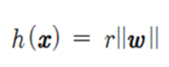 h(x) = r||w||